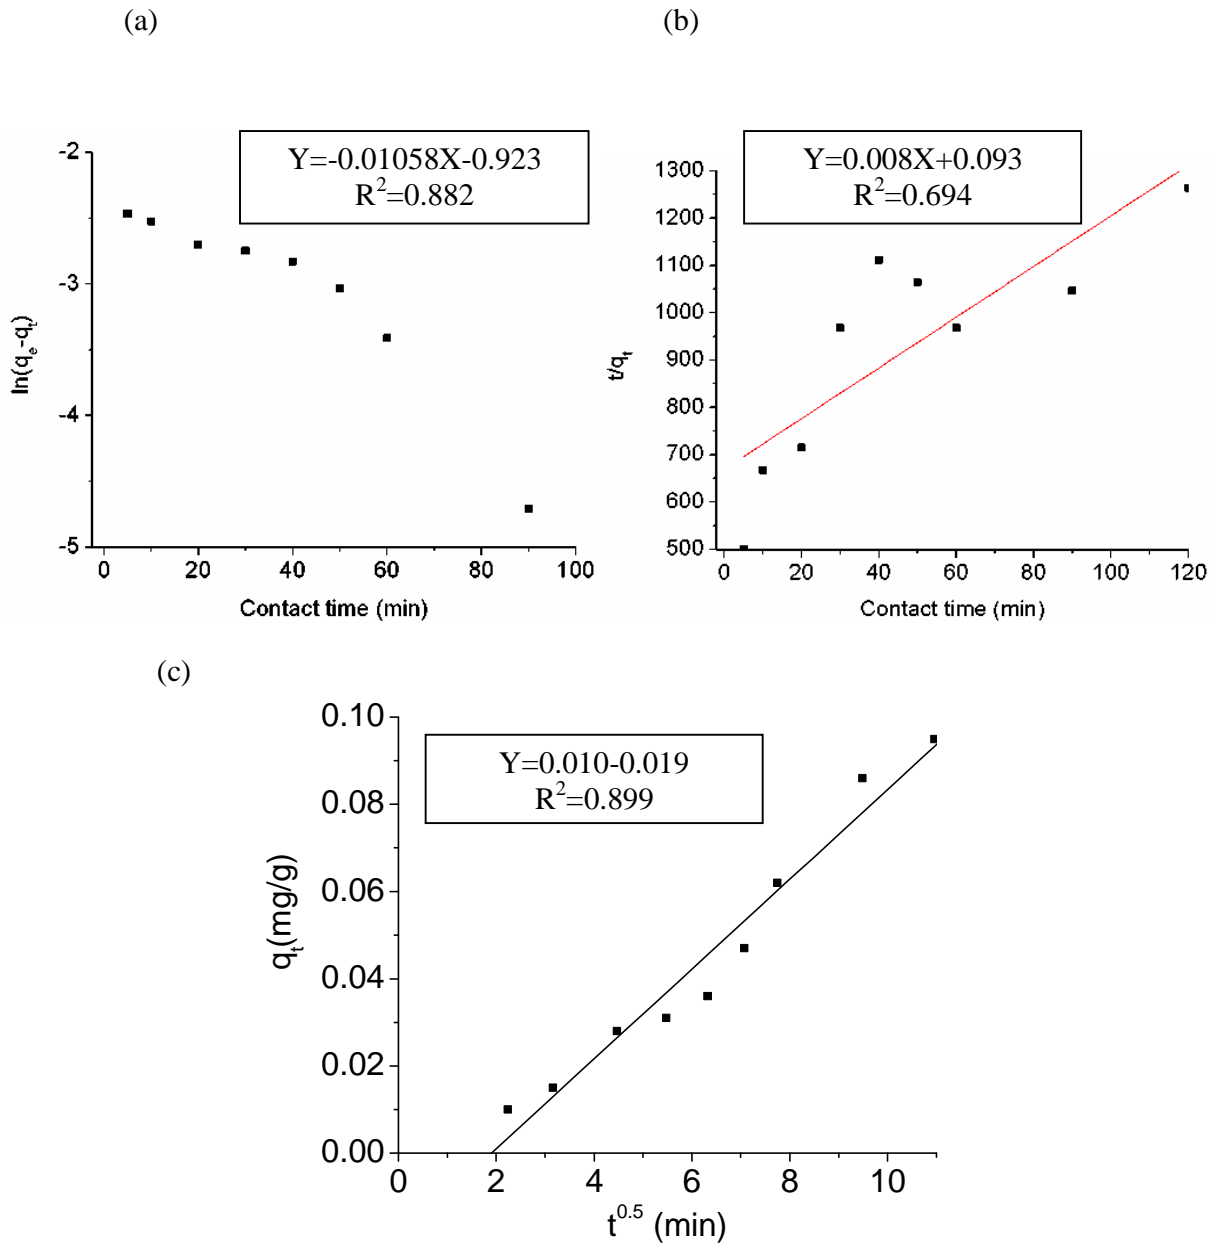 (a)
(b)
Y=-0.01058X-0.923
R²=0.882
-2
-3
-4
-5
ln(qₑ-qₜ)
0 20 40 60 80 100
Contact time (min)
Y=0.008X+0.093
R²=0.694
1300
1200
1100
1000
900
800
700
600
500
t/qₜ
0 20 40 60 80 100 120
Contact time (min)
(c)
Y=0.010-0.019
R²=0.899
0.10
0.08
0.06
0.04
0.02
0.00
qₜ(mg/g)
0 2 4 6 8 10
t^0.5 (min)